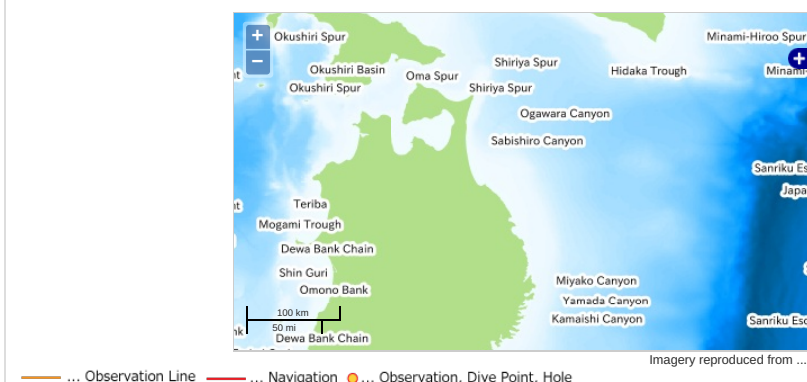 +
−
Okushiri Spur
Minami-Hiroo Spur
Shiriya Spur
Okushiri Basin
Oma Spur
Hidaka Trough
Minami-
Okushiri Spur
Shiriya Spur
Ogawara Canyon
Sabishiro Canyon
Sanriku Es
Japa
Teriba
Mogami Trough
Dewa Bank Chain
Shin Guri
Miyako Canyon
Omono Bank
Yamada Canyon
100 km
Kamaishi Canyon
Sanriku Esc
50 mi
Dewa Bank Chain
Imagery reproduced from ...
... Observation Line ... Navigation ... Observation, Dive Point, Hole